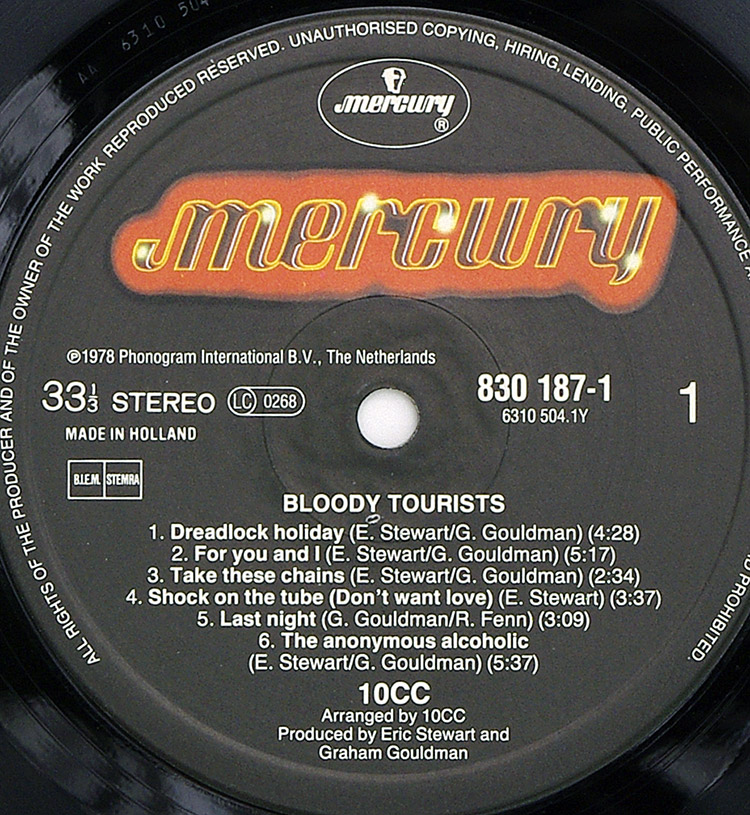 AA 6310 504
ALL RIGHTS OF THE PRODUCER AND OF THE OWNER OF THE WORK REPRODUCED RESERVED. UNAUTHORISED COPYING, HIRING, LENDING, PUBLIC PERFORMANCE
PROHIBITED.
mercury
®
mercury
℗1978 Phonogram International B.V., The Netherlands
33 1/3 STEREO LC 0268
830 187-1
6310 504.1Y
1
MADE IN HOLLAND
B.I.E.M. STEMRA
BLOODY TOURISTS
1. Dreadlock holiday (E. Stewart/G. Gouldman) (4:28)
2. For you and I (E. Stewart/G. Gouldman) (5:17)
3. Take these chains (E. Stewart/G. Gouldman) (2:34)
4. Shock on the tube (Don't want love) (E. Stewart) (3:37)
5. Last night (G. Gouldman/R. Fenn) (3:09)
6. The anonymous alcoholic
(E. Stewart/G. Gouldman) (5:37)
10CC
Arranged by 10CC
Produced by Eric Stewart and
Graham Gouldman